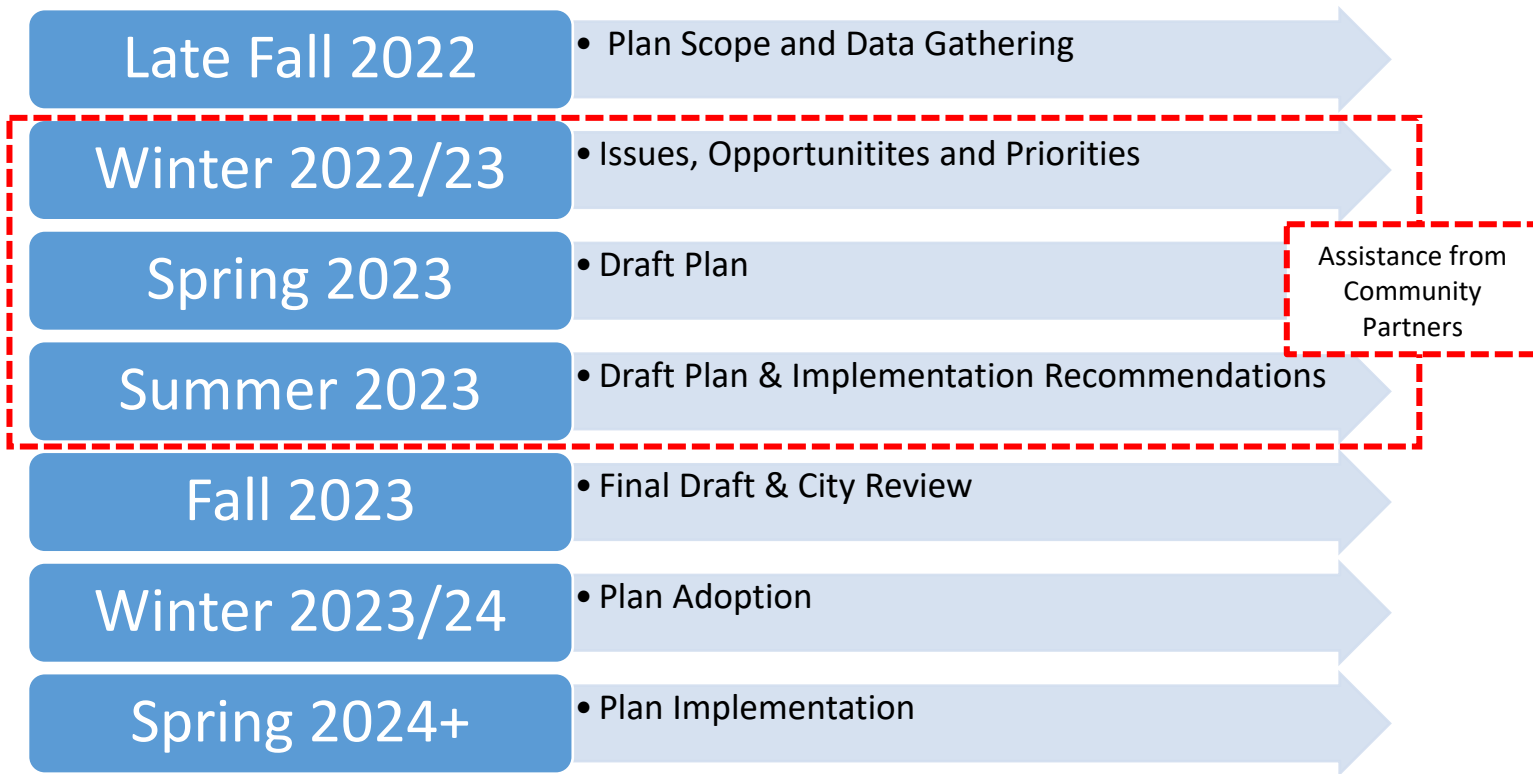 Late Fall 2022
• Plan Scope and Data Gathering
Winter 2022/23
• Issues, Opportunitites and Priorities
Spring 2023
• Draft Plan
Assistance from
Community
Partners
Summer 2023
• Draft Plan & Implementation Recommendations
Fall 2023
• Final Draft & City Review
Winter 2023/24
• Plan Adoption
Spring 2024+
• Plan Implementation